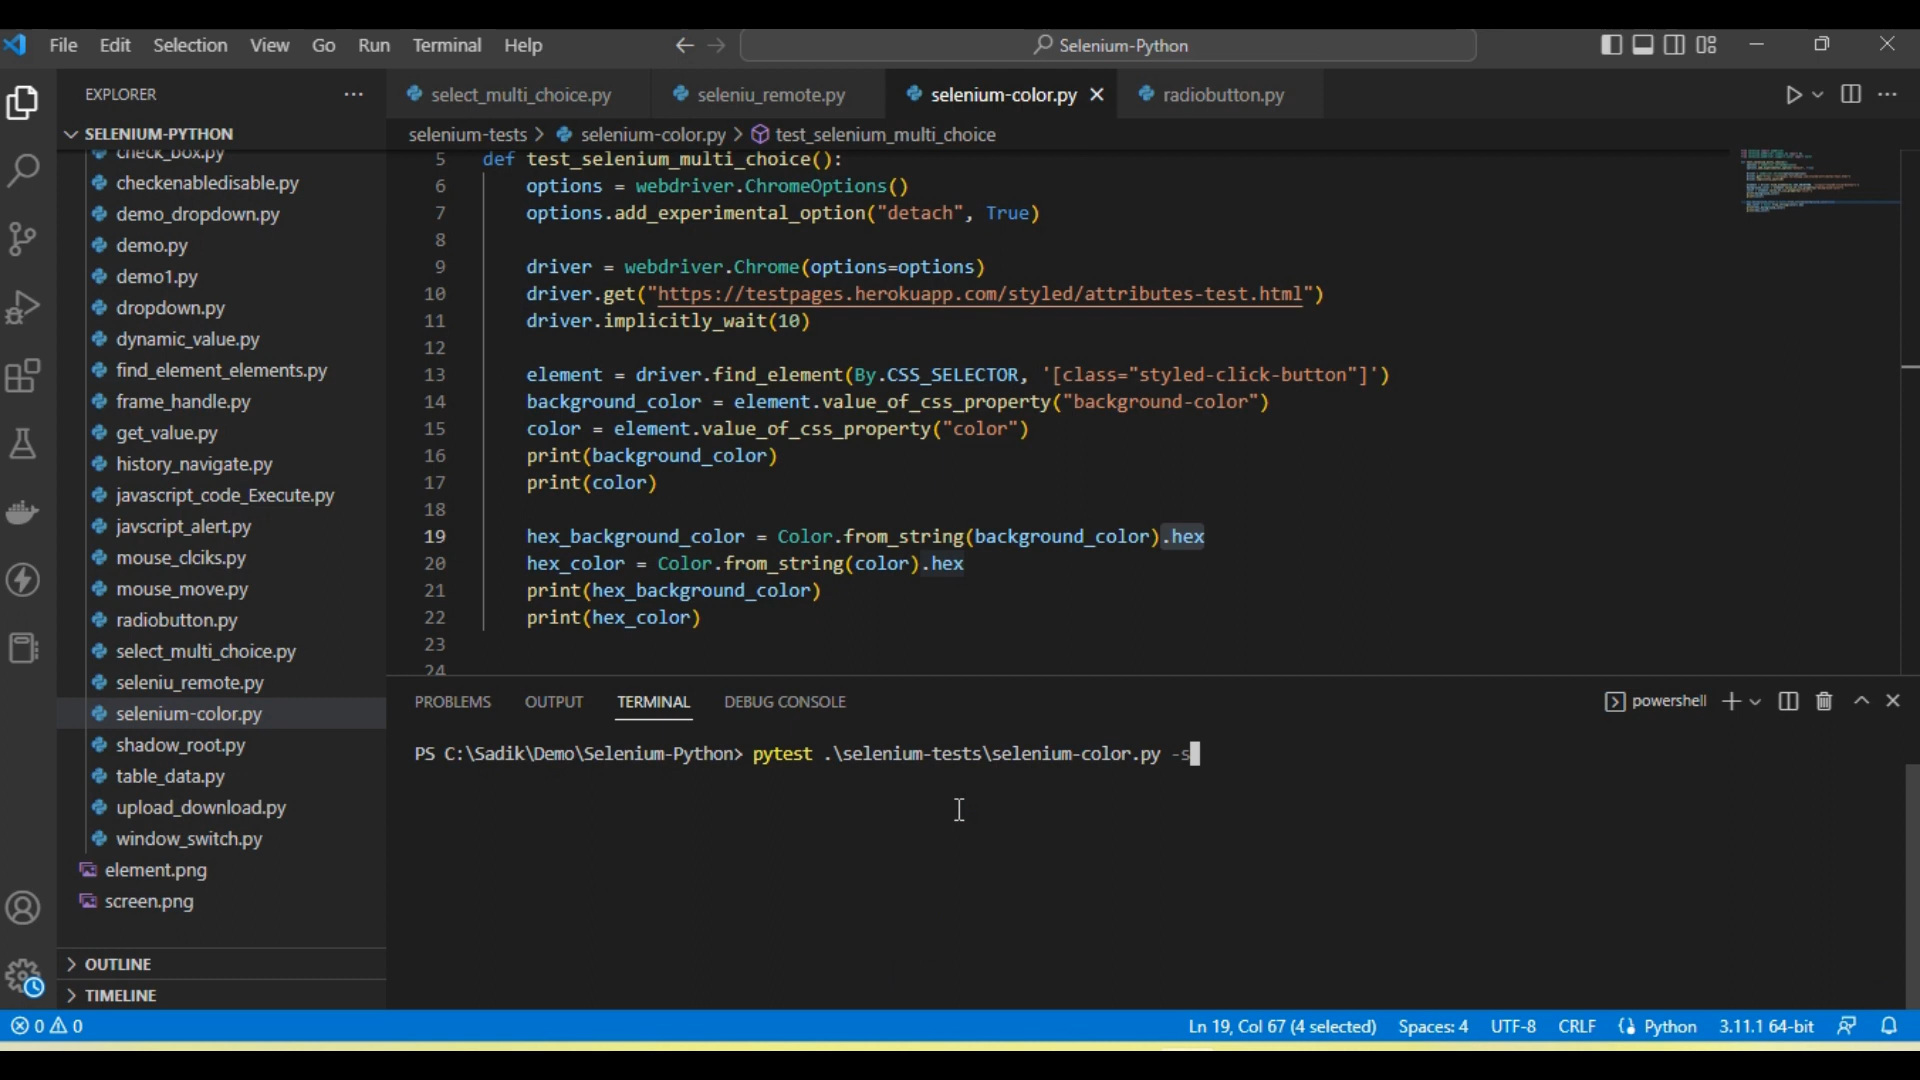 File Edit Selection View Go Run Terminal Help
Selenium-Python
EXPLORER
SELENIUM-PYTHON
check_box.py
checkenabledisable.py
demo_dropdown.py
demo.py
demo1.py
dropdown.py
dynamic_value.py
find_element_elements.py
frame_handle.py
get_value.py
history_navigate.py
javascript_code_Execute.py
javscript_alert.py
mouse_clciks.py
mouse_move.py
radiobutton.py
select_multi_choice.py
seleniu_remote.py
selenium-color.py
shadow_root.py
table_data.py
upload_download.py
window_switch.py
element.png
screen.png
OUTLINE
TIMELINE
select_multi_choice.py seleniu_remote.py selenium-color.py radiobutton.py
selenium-tests > selenium-color.py > test_selenium_multi_choice
5 def test_selenium_multi_choice():
6 options = webdriver.ChromeOptions()
7 options.add_experimental_option("detach", True)
8
9 driver = webdriver.Chrome(options=options)
10 driver.get("https://testpages.herokuapp.com/styled/attributes-test.html")
11 driver.implicitly_wait(10)
12
13 element = driver.find_element(By.CSS_SELECTOR, '[class="styled-click-button"]')
14 background_color = element.value_of_css_property("background-color")
15 color = element.value_of_css_property("color")
16 print(background_color)
17 print(color)
18
19 hex_background_color = Color.from_string(background_color).hex
20 hex_color = Color.from_string(color).hex
21 print(hex_background_color)
22 print(hex_color)
23
24
PROBLEMS OUTPUT TERMINAL DEBUG CONSOLE
powershell
PS C:\Sadik\Demo\Selenium-Python> pytest .\selenium-tests\selenium-color.py -s
0 0 Ln 19, Col 67 (4 selected) Spaces: 4 UTF-8 CRLF Python 3.11.1 64-bit